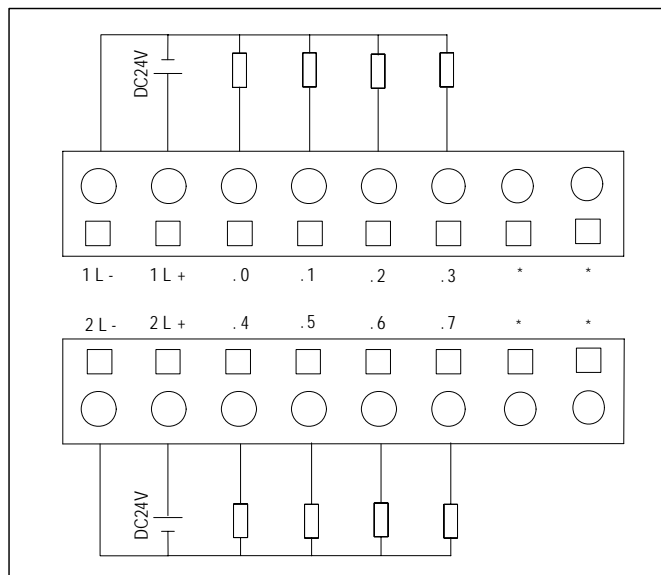 DC24V
1L- 1L+ .0 .1 .2 .3 * *
2L- 2L+ .4 .5 .6 .7 * *
DC24V